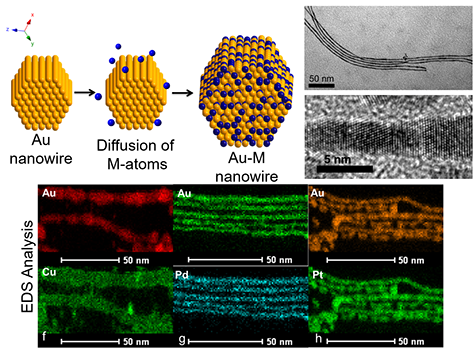 x
z
y
Au
nanowire
Diffusion of
M-atoms
Au-M
nanowire
50 nm
5 nm
EDS Analysis
Au
50 nm
Au
50 nm
Au
50 nm
Cu
f
50 nm
Pd
g
50 nm
Pt
h
50 nm